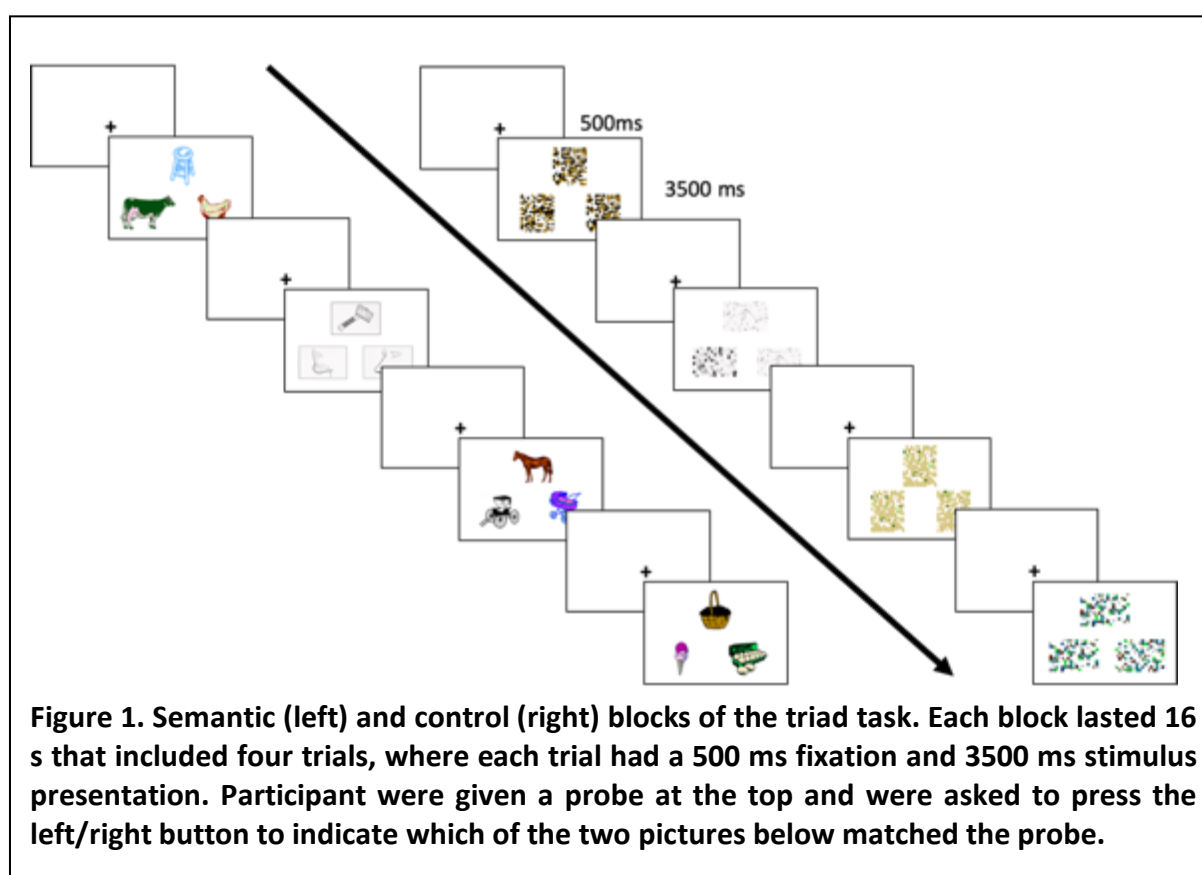 500ms
3500 ms
Figure 1. Semantic (left) and control (right) blocks of the triad task. Each block lasted 16
s that included four trials, where each trial had a 500 ms fixation and 3500 ms stimulus
presentation. Participant were given a probe at the top and were asked to press the
left/right button to indicate which of the two pictures below matched the probe.